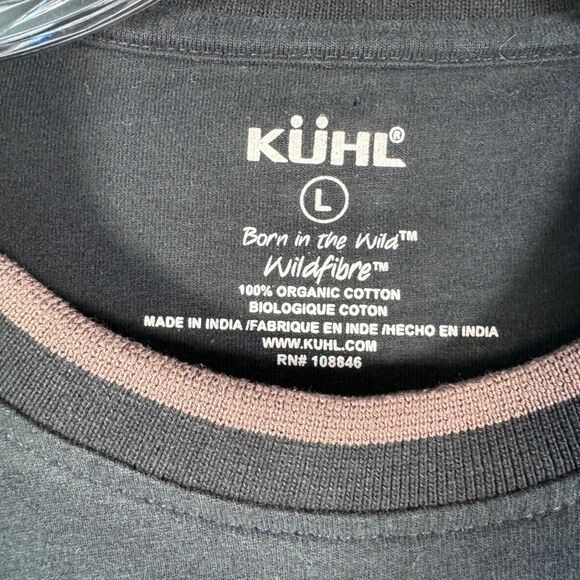 KÜHL®
L
Born in the Wild™
Wildfibre™
100% ORGANIC COTTON
BIOLOGIQUE COTON
MADE IN INDIA /FABRIQUE EN INDE /HECHO EN INDIA
WWW.KUHL.COM
RN# 108846